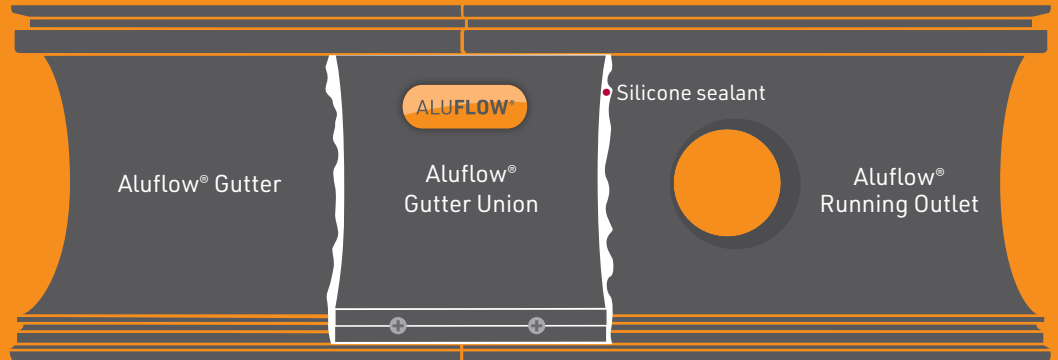 ALUFLOW®
Silicone sealant
Aluflow® Gutter
Aluflow®
Gutter Union
Aluflow®
Running Outlet